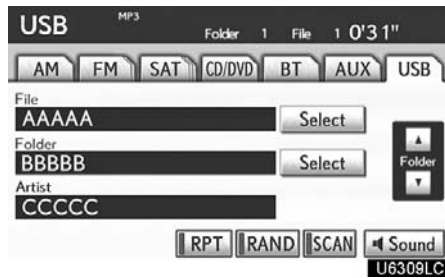 USB MP3 Folder 1 File 1 0'31"
AM FM SAT CD/DVD BT AUX USB
File
AAAAA Select
Folder
BBBBB Select
▲
Folder
▼
Artist
CCCCC
RPT RAND SCAN Sound
U6309LC